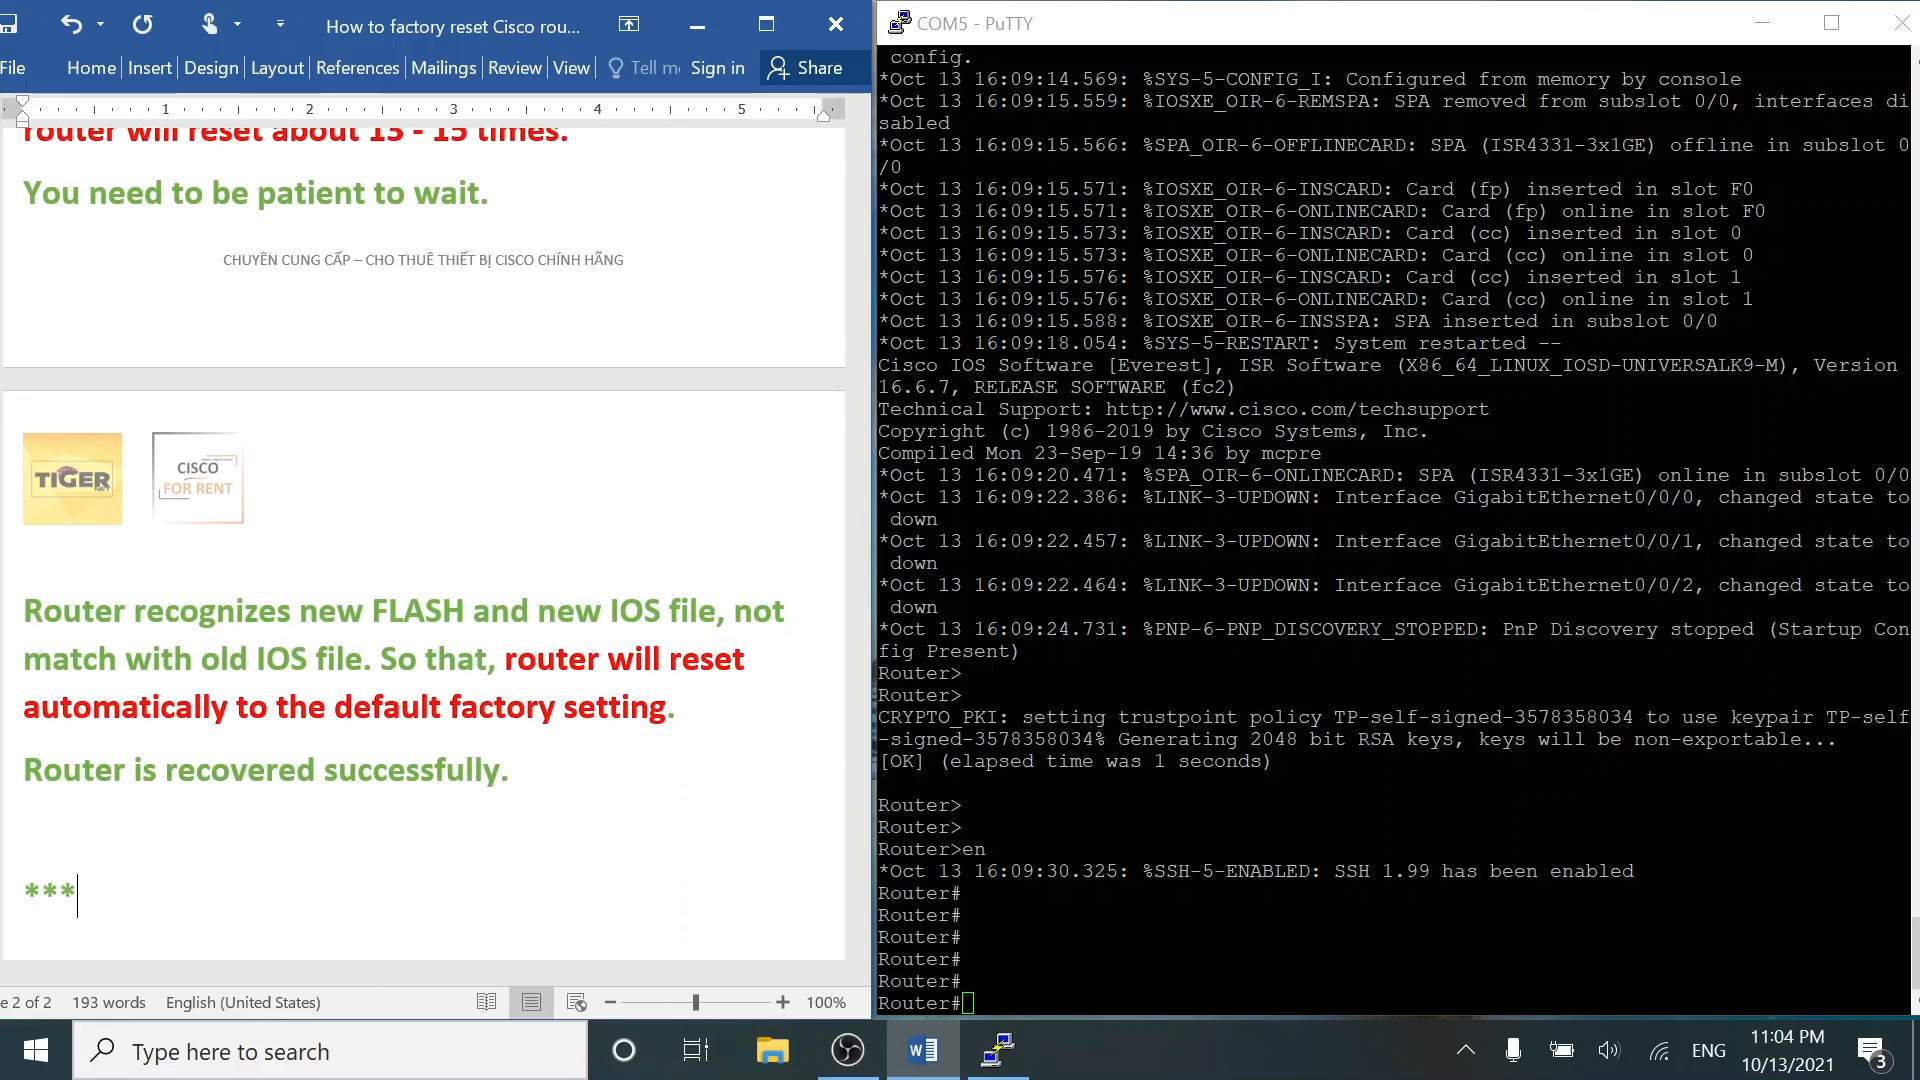 How to factory reset Cisco rou...
File
Home
Insert
Design
Layout
References
Mailings
Review
View
Tell me
Sign in
Share
1 2 3 4 5
router will reset about 13 - 15 times.
You need to be patient to wait.
CHUYÊN CUNG CẤP – CHO THUÊ THIẾT BỊ CISCO CHÍNH HÃNG
TIGER
NET
CISCO
FOR RENT
Router recognizes new FLASH and new IOS file, not
match with old IOS file. So that, router will reset
automatically to the default factory setting.
Router is recovered successfully.
***
e 2 of 2
193 words
English (United States)
100%
COM5 - PuTTY
config.
*Oct 13 16:09:14.569: %SYS-5-CONFIG_I: Configured from memory by console
*Oct 13 16:09:15.559: %IOSXE_OIR-6-REMSPA: SPA removed from subslot 0/0, interfaces di
sabled
*Oct 13 16:09:15.566: %SPA_OIR-6-OFFLINECARD: SPA (ISR4331-3x1GE) offline in subslot 0
/0
*Oct 13 16:09:15.571: %IOSXE_OIR-6-INSCARD: Card (fp) inserted in slot F0
*Oct 13 16:09:15.571: %IOSXE_OIR-6-ONLINECARD: Card (fp) online in slot F0
*Oct 13 16:09:15.573: %IOSXE_OIR-6-INSCARD: Card (cc) inserted in slot 0
*Oct 13 16:09:15.573: %IOSXE_OIR-6-ONLINECARD: Card (cc) online in slot 0
*Oct 13 16:09:15.576: %IOSXE_OIR-6-INSCARD: Card (cc) inserted in slot 1
*Oct 13 16:09:15.576: %IOSXE_OIR-6-ONLINECARD: Card (cc) online in slot 1
*Oct 13 16:09:15.588: %IOSXE_OIR-6-INSSPA: SPA inserted in subslot 0/0
*Oct 13 16:09:18.054: %SYS-5-RESTART: System restarted --
Cisco IOS Software [Everest], ISR Software (X86_64_LINUX_IOSD-UNIVERSALK9-M), Version
16.6.7, RELEASE SOFTWARE (fc2)
Technical Support: http://www.cisco.com/techsupport
Copyright (c) 1986-2019 by Cisco Systems, Inc.
Compiled Mon 23-Sep-19 14:36 by mcpre
*Oct 13 16:09:20.471: %SPA_OIR-6-ONLINECARD: SPA (ISR4331-3x1GE) online in subslot 0/0
*Oct 13 16:09:22.386: %LINK-3-UPDOWN: Interface GigabitEthernet0/0/0, changed state to
down
*Oct 13 16:09:22.457: %LINK-3-UPDOWN: Interface GigabitEthernet0/0/1, changed state to
down
*Oct 13 16:09:22.464: %LINK-3-UPDOWN: Interface GigabitEthernet0/0/2, changed state to
down
*Oct 13 16:09:24.731: %PNP-6-PNP_DISCOVERY_STOPPED: PnP Discovery stopped (Startup Con
fig Present)
Router>
Router>
CRYPTO_PKI: setting trustpoint policy TP-self-signed-3578358034 to use keypair TP-self
-signed-3578358034% Generating 2048 bit RSA keys, keys will be non-exportable...
[OK] (elapsed time was 1 seconds)
Router>
Router>
Router>en
*Oct 13 16:09:30.325: %SSH-5-ENABLED: SSH 1.99 has been enabled
Router#
Router#
Router#
Router#
Router#
Router#
Type here to search
ENG
11:04 PM
10/13/2021
3